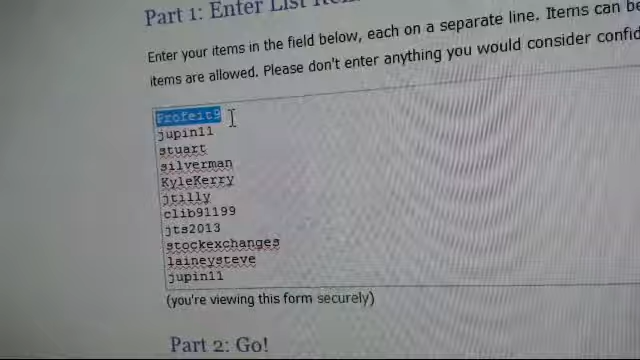 Part 1: Enter List
Enter your items in the field below, each on a separate line. Items can be
items are allowed. Please don't enter anything you would consider confid
Profeit9
jupin11
stuart
silverman
KyleKerry
jtilly
clib91199
jts2013
stockexchanges
laineysteve
jupin11
(you're viewing this form securely)
Part 2: Go!